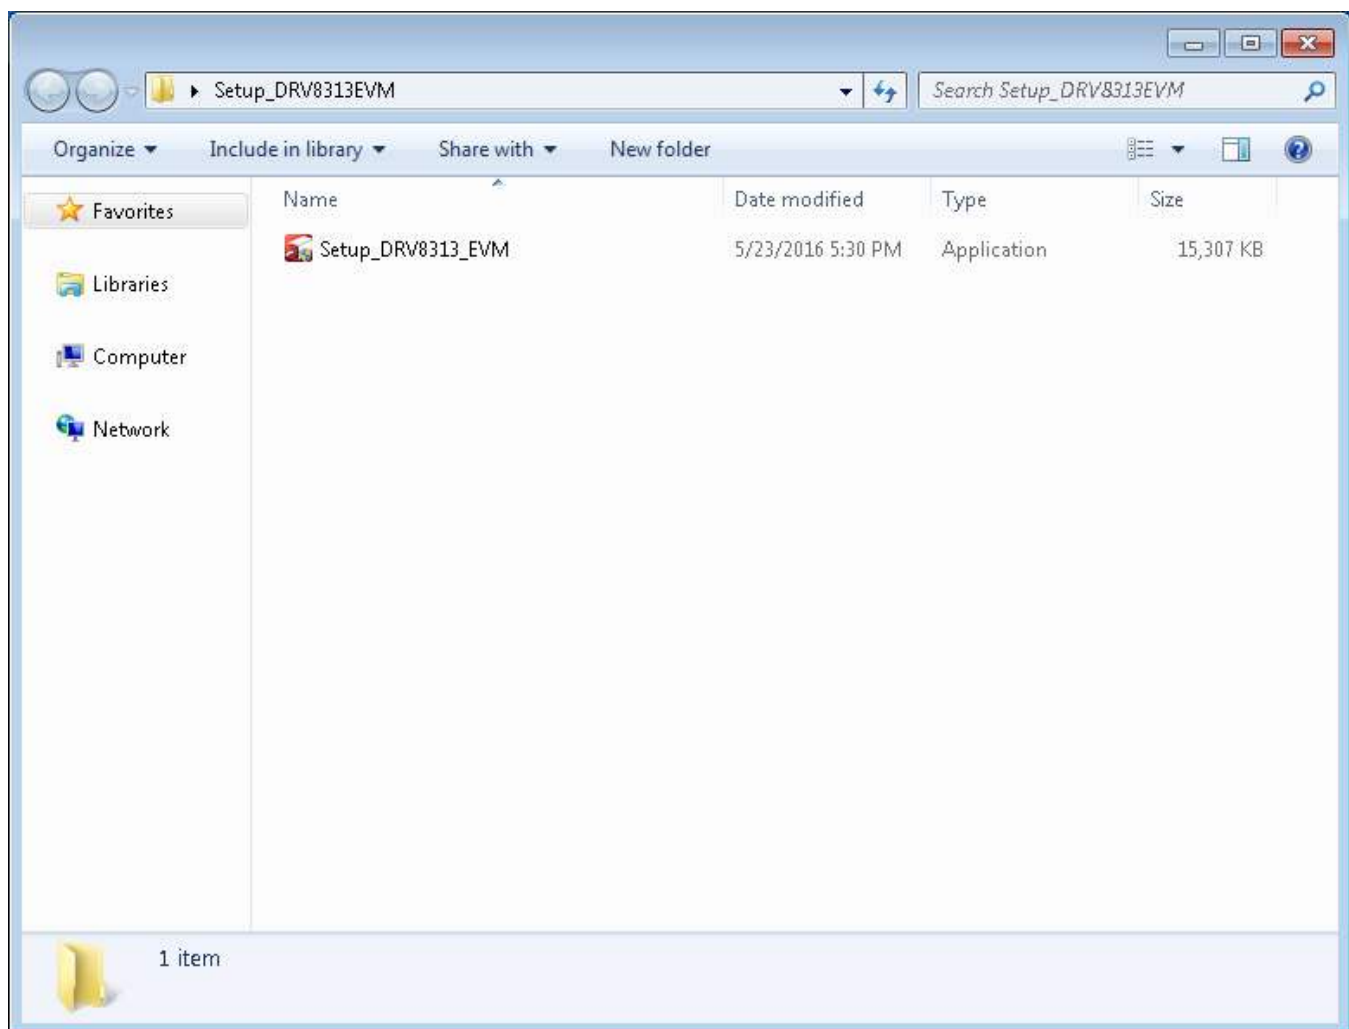 Setup_DRV8313EVM Search Setup_DRV8313EVM
Organize Include in library Share with New folder
Favorites
Libraries
Computer
Network
Name Date modified Type Size
Setup_DRV8313_EVM 5/23/2016 5:30 PM Application 15,307 KB
1 item